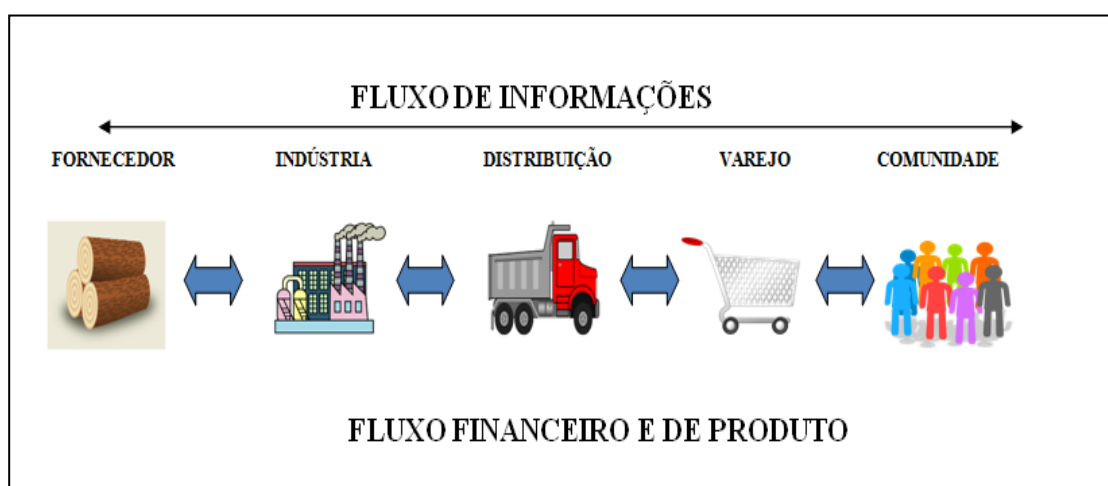 FLUXO DE INFORMAÇÕES
FORNECEDOR INDÚSTRIA DISTRIBUIÇÃO VAREJO COMUNIDADE
FLUXO FINANCEIRO E DE PRODUTO